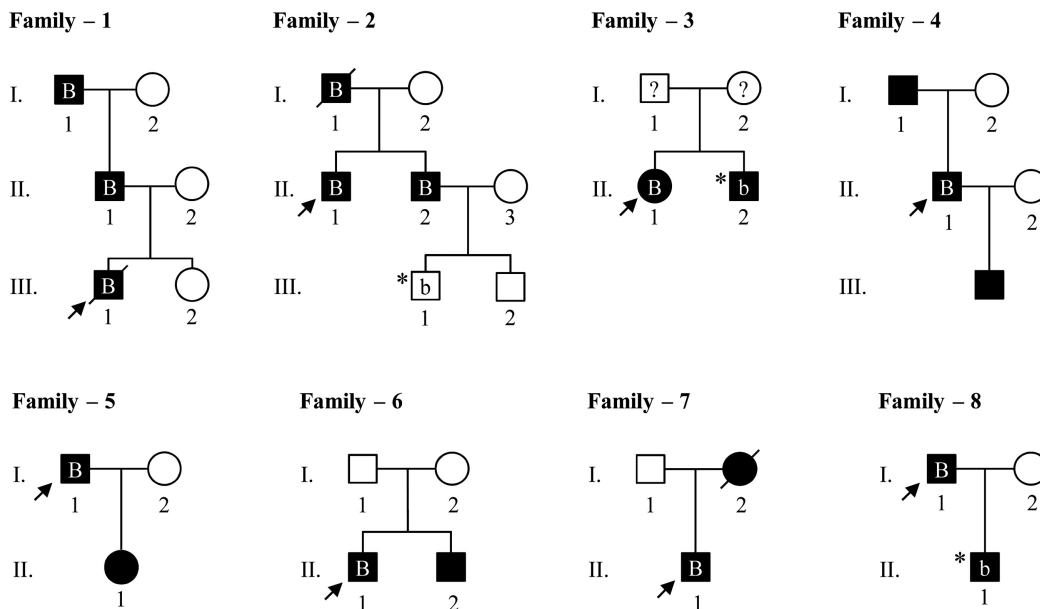 Family – 1 Family – 2 Family – 3 Family – 4
I. B I. B I. ? ? I.
1 2 1 2 1 2 1 2
II. B II. B B II. B * b II. B
1 2 1 2 3 1 2 1 2
III. B III. * b III.
1 2 1 2
Family – 5 Family – 6 Family – 7 Family – 8
I. B I. I. I. B
1 2 1 2 1 2 1 2
II. II. B II. B II. * b
1 1 2 1 1